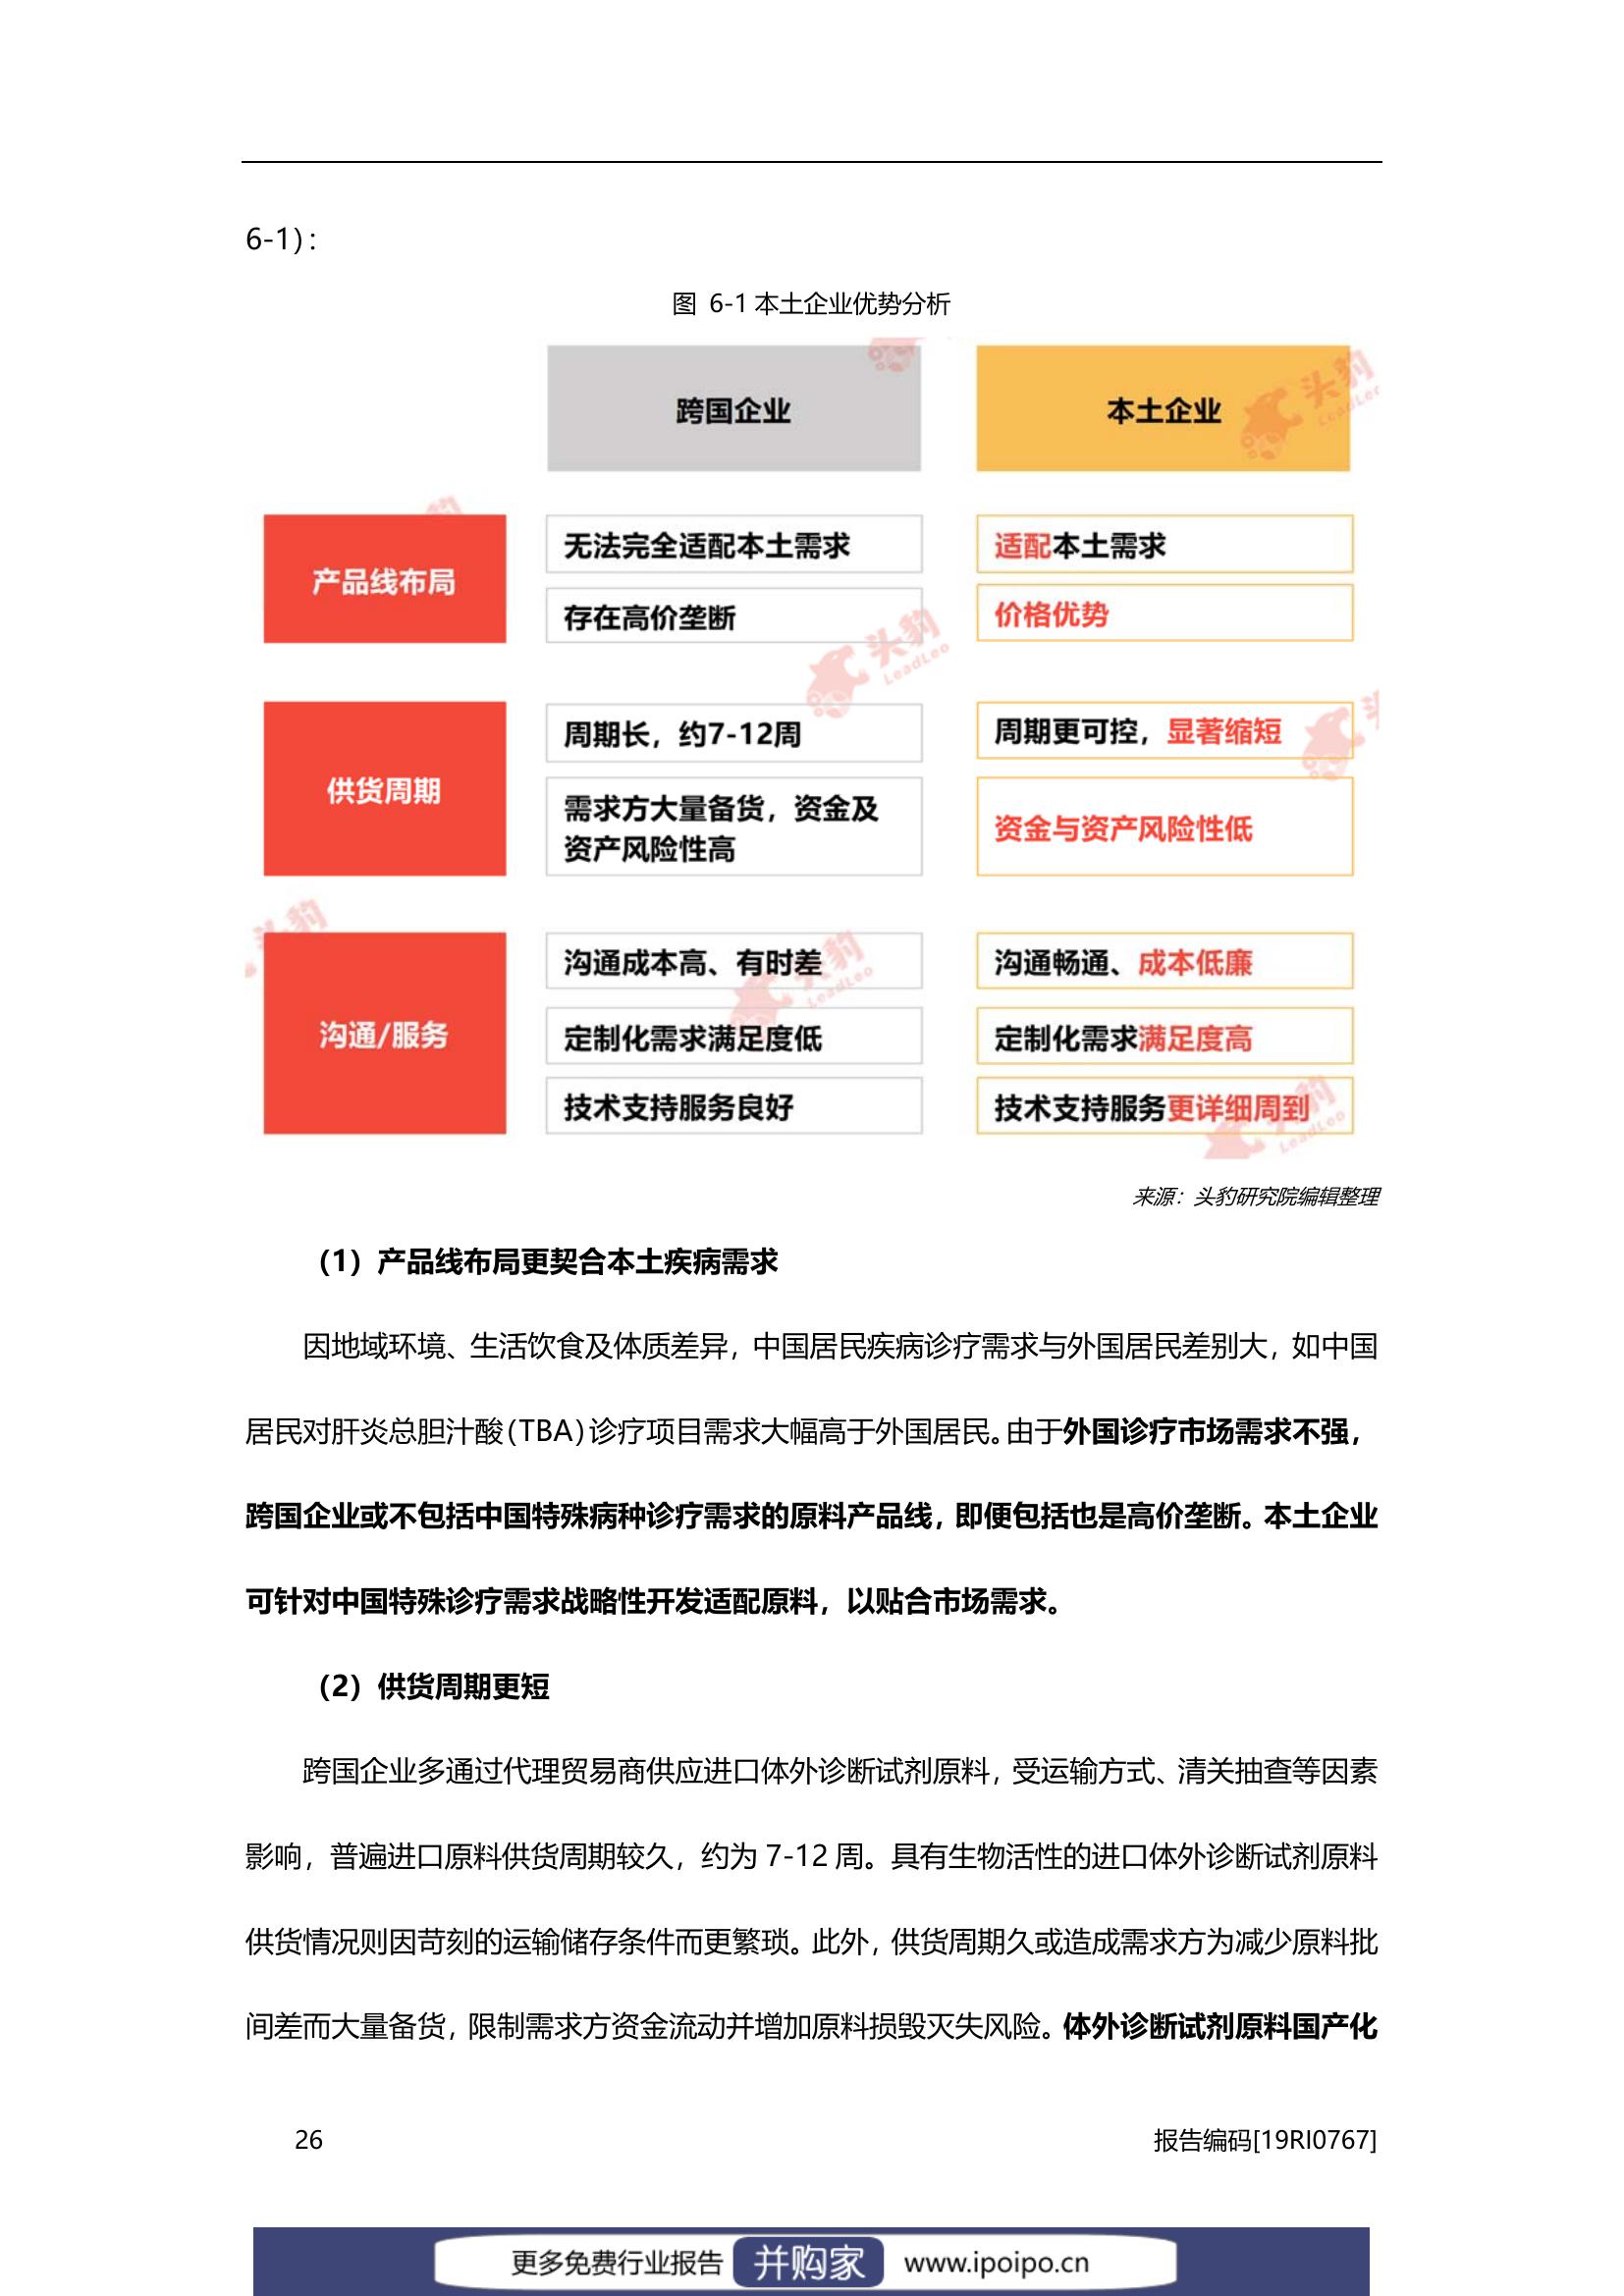 6-1)：
图 6-1 本土企业优势分析
跨国企业
本土企业
产品线布局
无法完全适配本土需求
适配本土需求
存在高价垄断
价格优势
供货周期
周期长，约7-12周
周期更可控，显著缩短
需求方大量备货，资金及
资产风险性高
资金与资产风险性低
沟通/服务
沟通成本高、有时差
沟通畅通、成本低廉
定制化需求满足度低
定制化需求满足度高
技术支持服务良好
技术支持服务更详细周到
头豹
LeadLeo
来源：头豹研究院编辑整理
（1）产品线布局更契合本土疾病需求
因地域环境、生活饮食及体质差异，中国居民疾病诊疗需求与外国居民差别大，如中国
居民对肝炎总胆汁酸（TBA）诊疗项目需求大幅高于外国居民。由于外国诊疗市场需求不强，
跨国企业或不包括中国特殊病种诊疗需求的原料产品线，即便包括也是高价垄断。本土企业
可针对中国特殊诊疗需求战略性开发适配原料，以贴合市场需求。
（2）供货周期更短
跨国企业多通过代理贸易商供应进口体外诊断试剂原料，受运输方式、清关抽查等因素
影响，普遍进口原料供货周期较久，约为 7-12 周。具有生物活性的进口体外诊断试剂原料
供货情况则因苛刻的运输储存条件而更繁琐。此外，供货周期久或造成需求方为减少原料批
间差而大量备货，限制需求方资金流动并增加原料损毁灭失风险。体外诊断试剂原料国产化
26
报告编码[19RI0767]
更多免费行业报告 并购家 www.ipoipo.cn